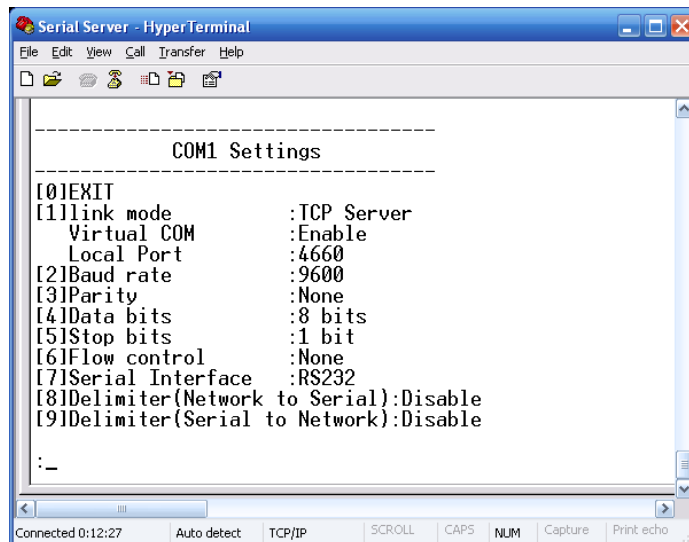 Serial Server - HyperTerminal
File Edit View Call Transfer Help
----------------------------------
COM1 Settings
----------------------------------
[0]EXIT
[1]link mode :TCP Server
Virtual COM :Enable
Local Port :4660
[2]Baud rate :9600
[3]Parity :None
[4]Data bits :8 bits
[5]Stop bits :1 bit
[6]Flow control :None
[7]Serial Interface :RS232
[8]Delimiter(Network to Serial):Disable
[9]Delimiter(Serial to Network):Disable
:_
Connected 0:12:27 Auto detect TCP/IP SCROLL CAPS NUM Capture Print echo